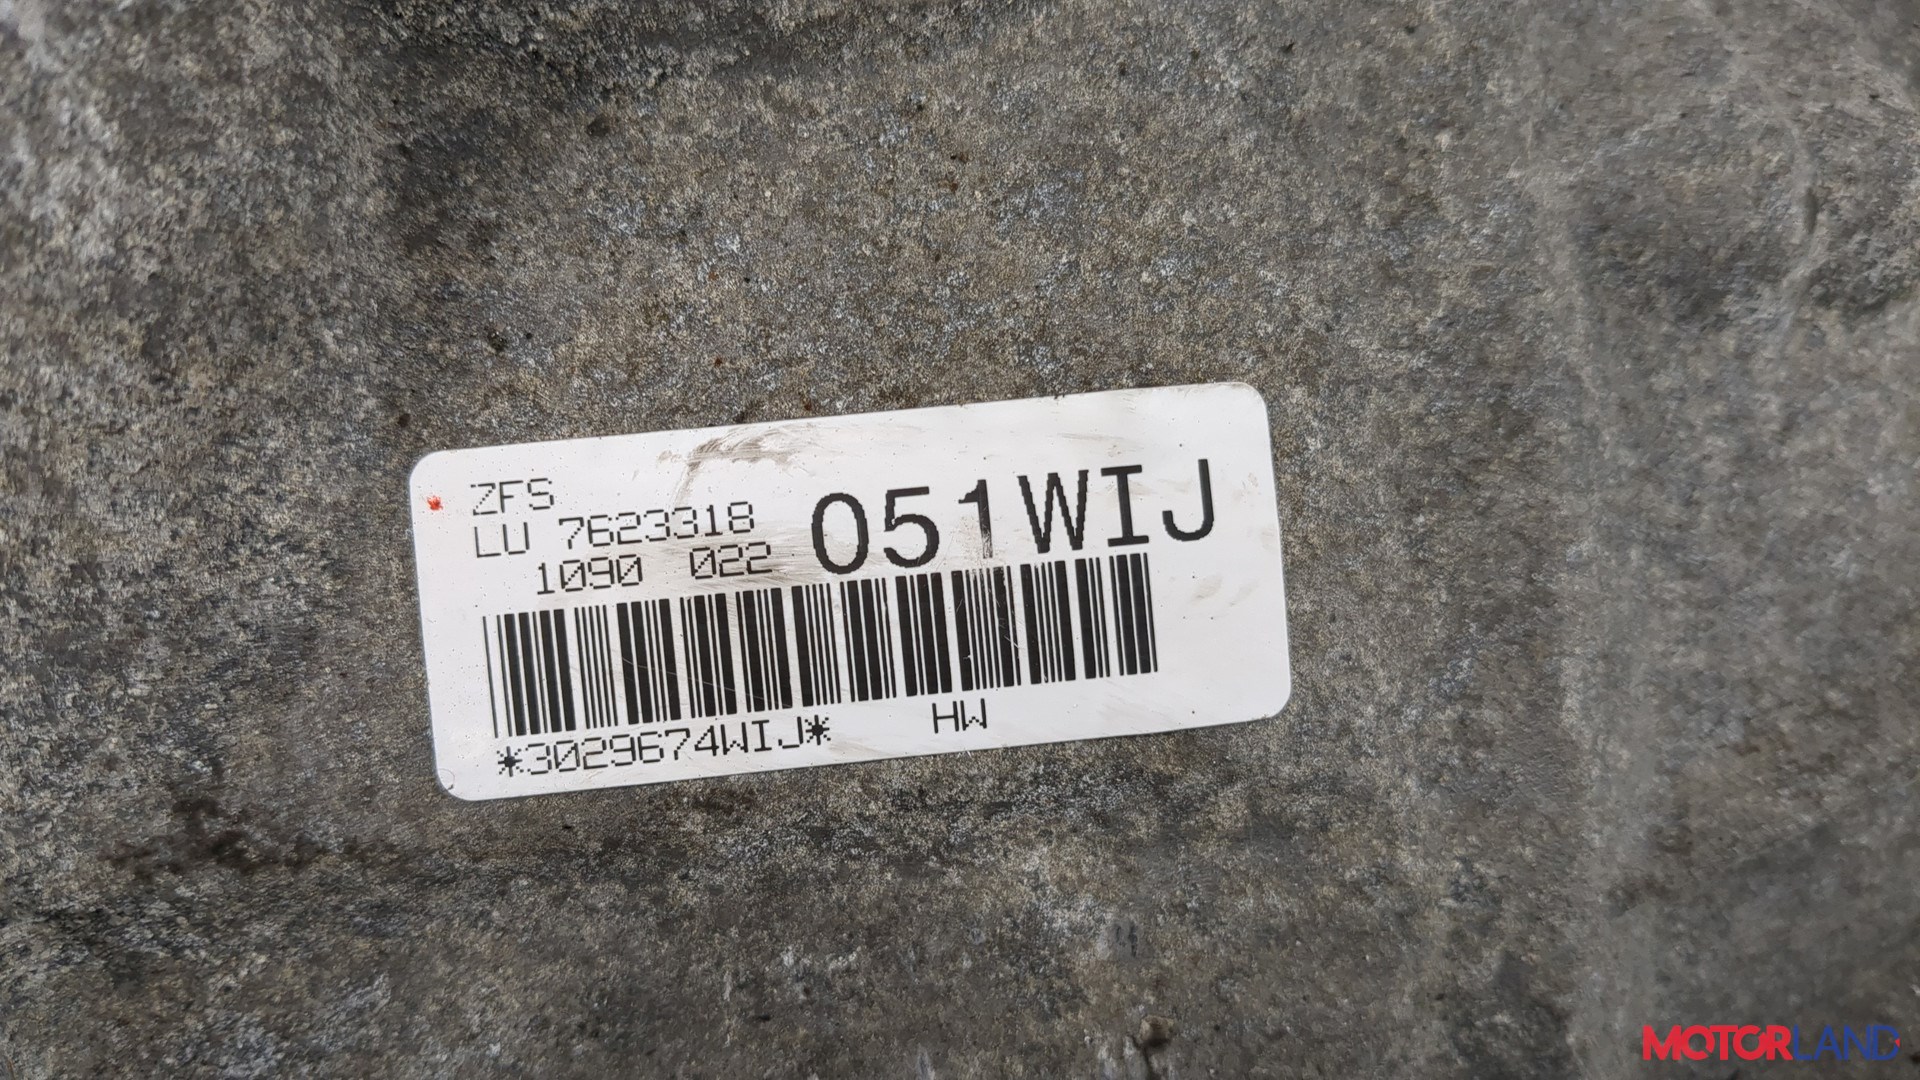 ZFS
LU 7623318
1090 022
051WIJ
*3029674WIJ* HW
MOTORLAND